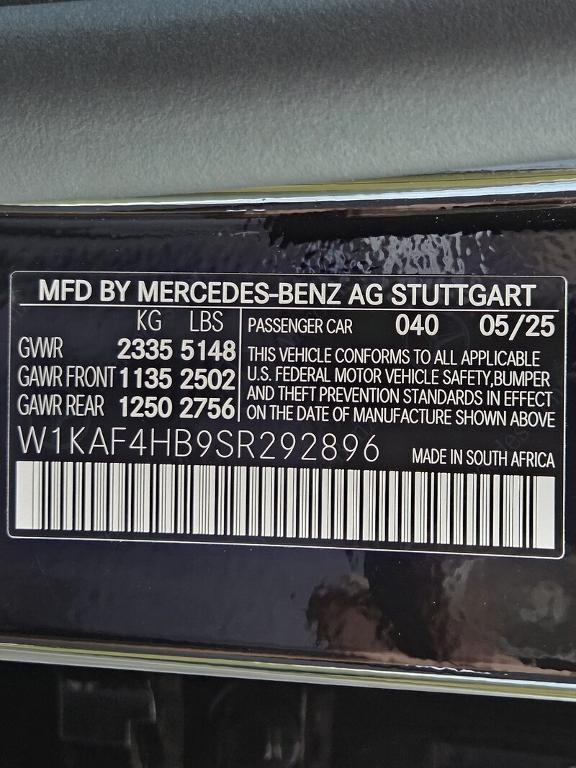 MFD BY MERCEDES-BENZ AG STUTTGART
KG LBS
GVWR 2335 5148
GAWR FRONT 1135 2502
GAWR REAR 1250 2756
PASSENGER CAR 040 05/25
THIS VEHICLE CONFORMS TO ALL APPLICABLE
U.S. FEDERAL MOTOR VEHICLE SAFETY,BUMPER
AND THEFT PREVENTION STANDARDS IN EFFECT
ON THE DATE OF MANUFACTURE SHOWN ABOVE
W1KAF4HB9SR292896
MADE IN SOUTH AFRICA